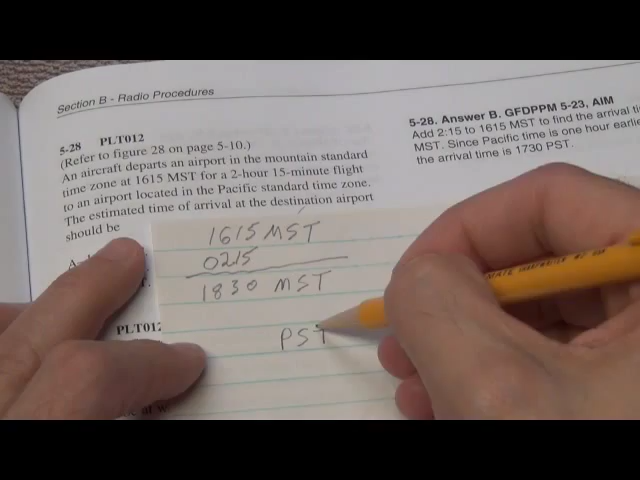 Section B - Radio Procedures
5-28 PLT012
(Refer to figure 28 on page 5-10.)
An aircraft departs an airport in the mountain standard
time zone at 1615 MST for a 2-hour 15-minute flight
to an airport located in the Pacific standard time zone.
The estimated time of arrival at the destination airport
should be
5-28. Answer B. GFDPPM 5-23, AIM
Add 2:15 to 1615 MST to find the arrival
MST. Since Pacific time is one hour
the arrival time is 1730 PST.
1615 MST
0215
1830 MST
PST
PLT012